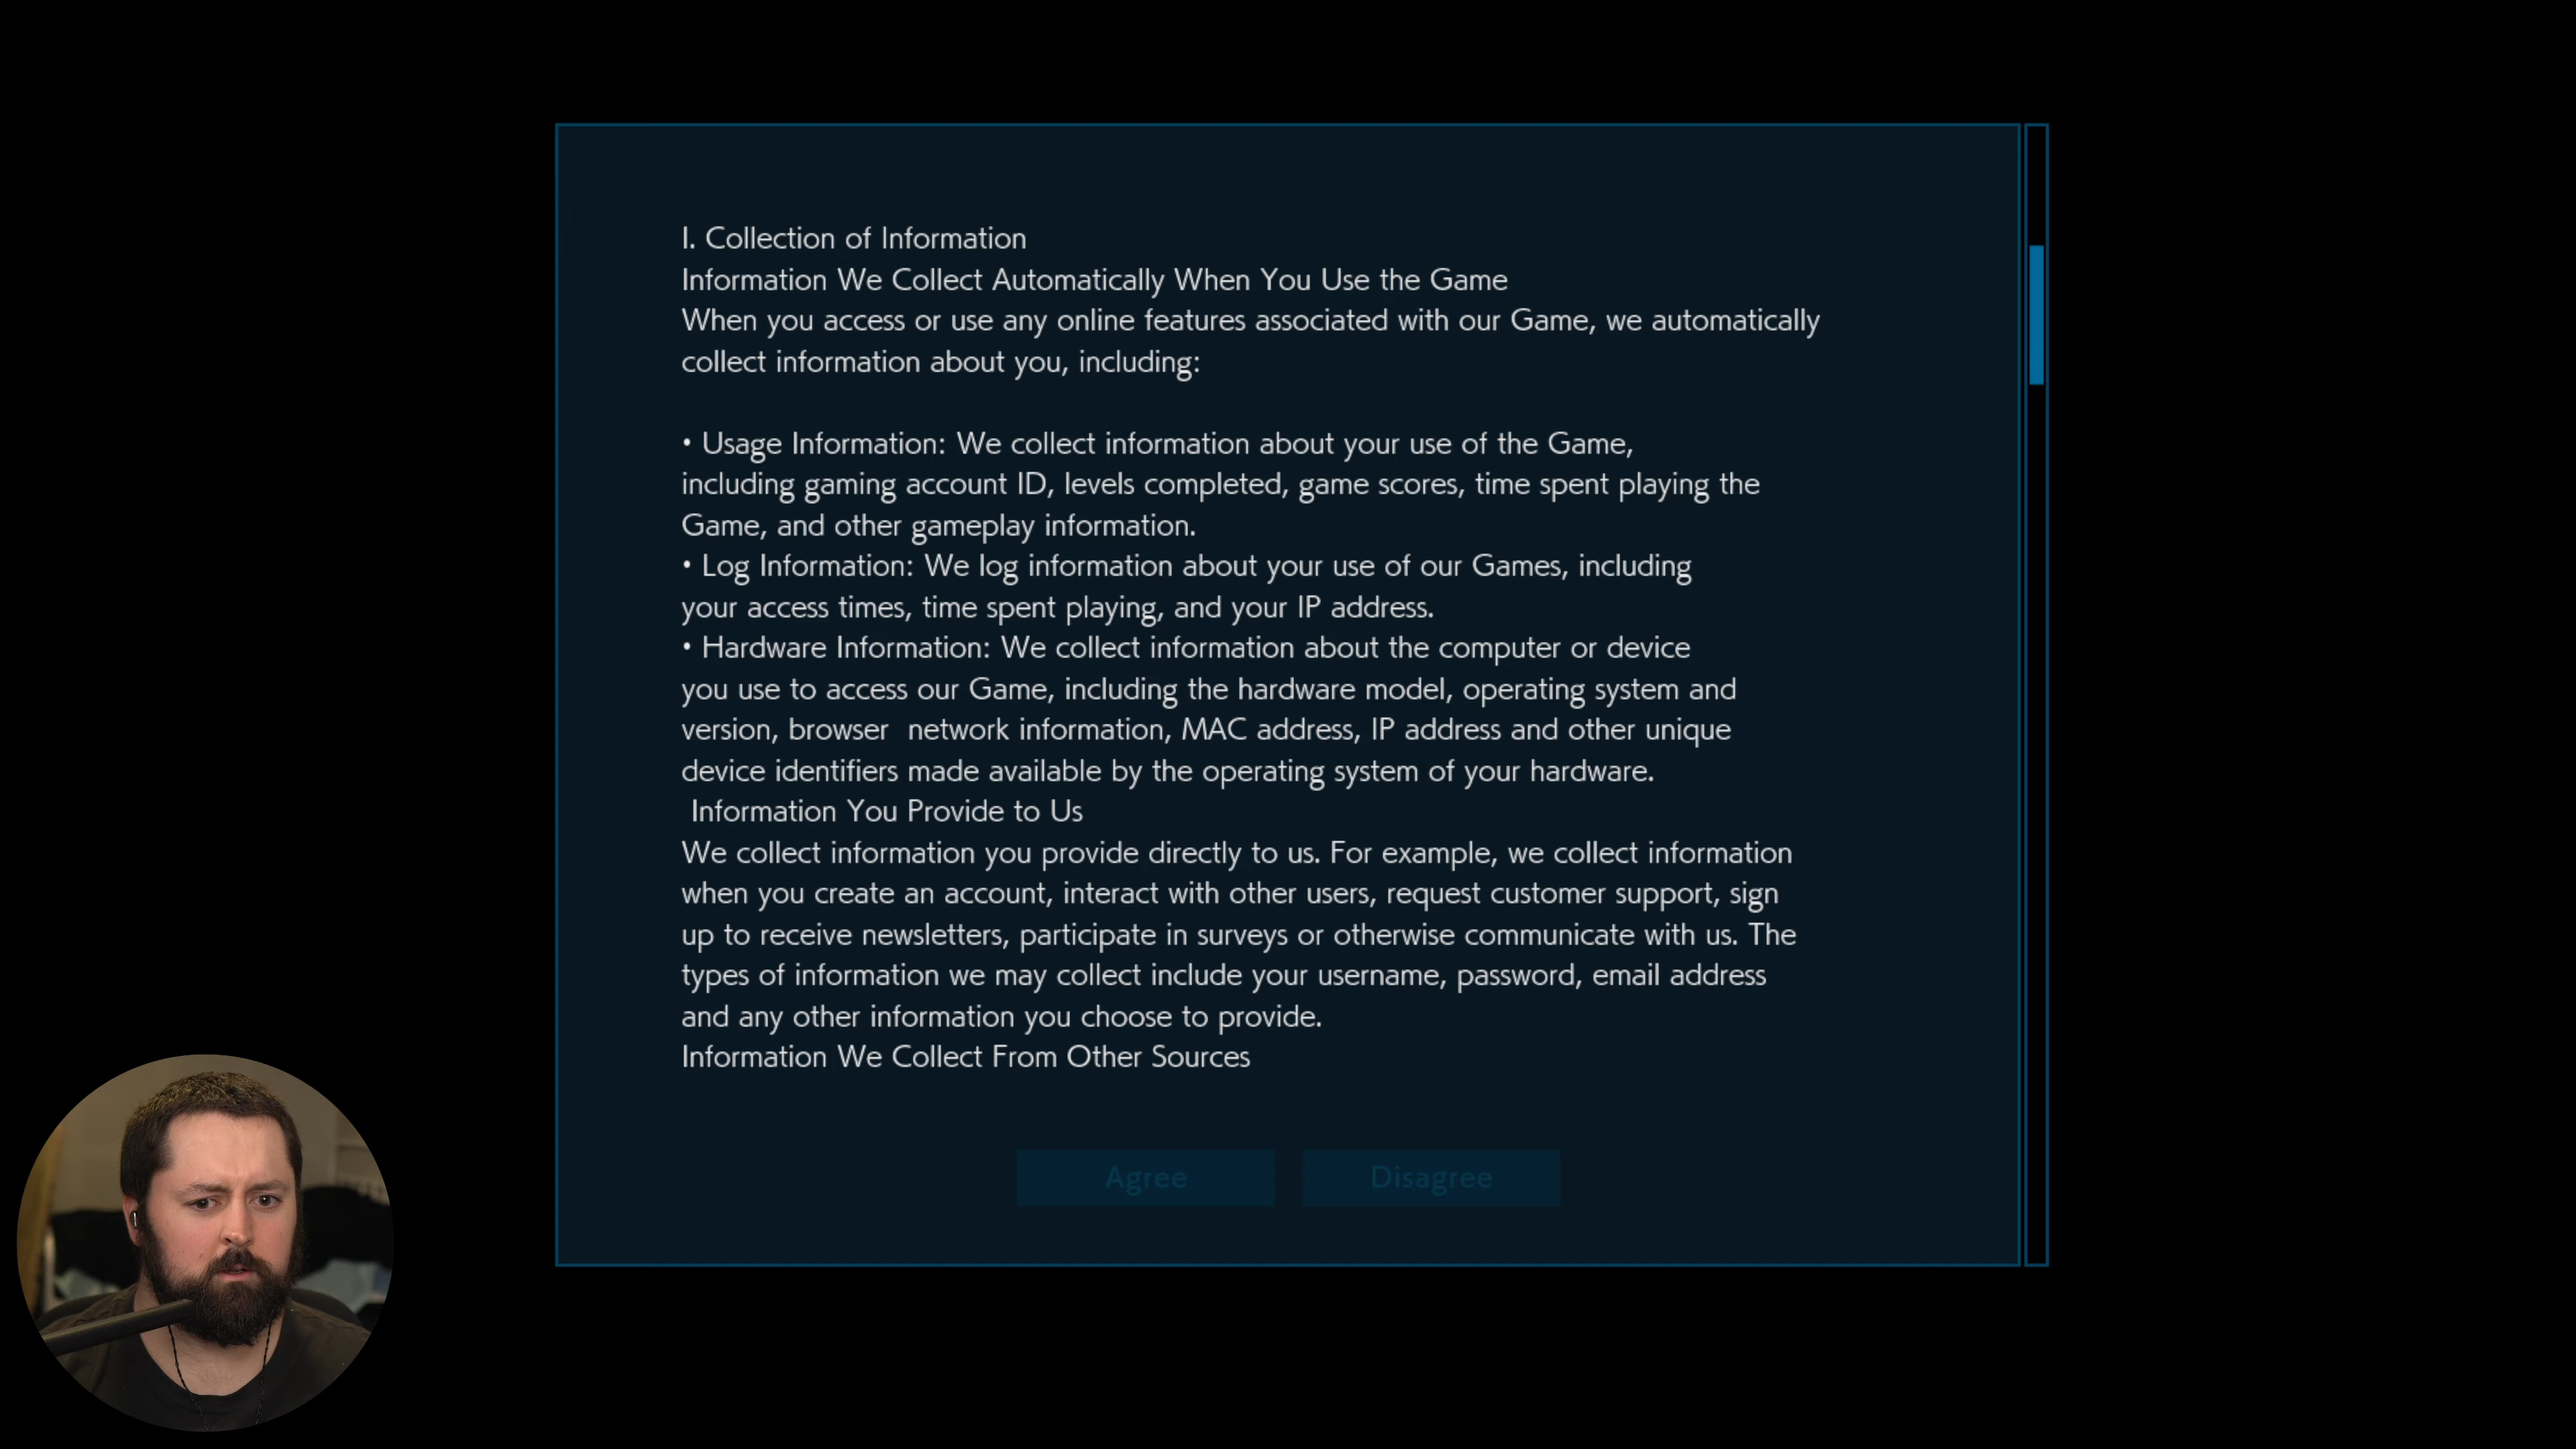 I. Collection of Information
Information We Collect Automatically When You Use the Game
When you access or use any online features associated with our Game, we automatically
collect information about you, including:
• Usage Information: We collect information about your use of the Game,
including gaming account ID, levels completed, game scores, time spent playing the
Game, and other gameplay information.
• Log Information: We log information about your use of our Games, including
your access times, time spent playing, and your IP address.
• Hardware Information: We collect information about the computer or device
you use to access our Game, including the hardware model, operating system and
version, browser  network information, MAC address, IP address and other unique
device identifiers made available by the operating system of your hardware.
Information You Provide to Us
We collect information you provide directly to us. For example, we collect information
when you create an account, interact with other users, request customer support, sign
up to receive newsletters, participate in surveys or otherwise communicate with us. The
types of information we may collect include your username, password, email address
and any other information you choose to provide.
Information We Collect From Other Sources
Agree
Disagree